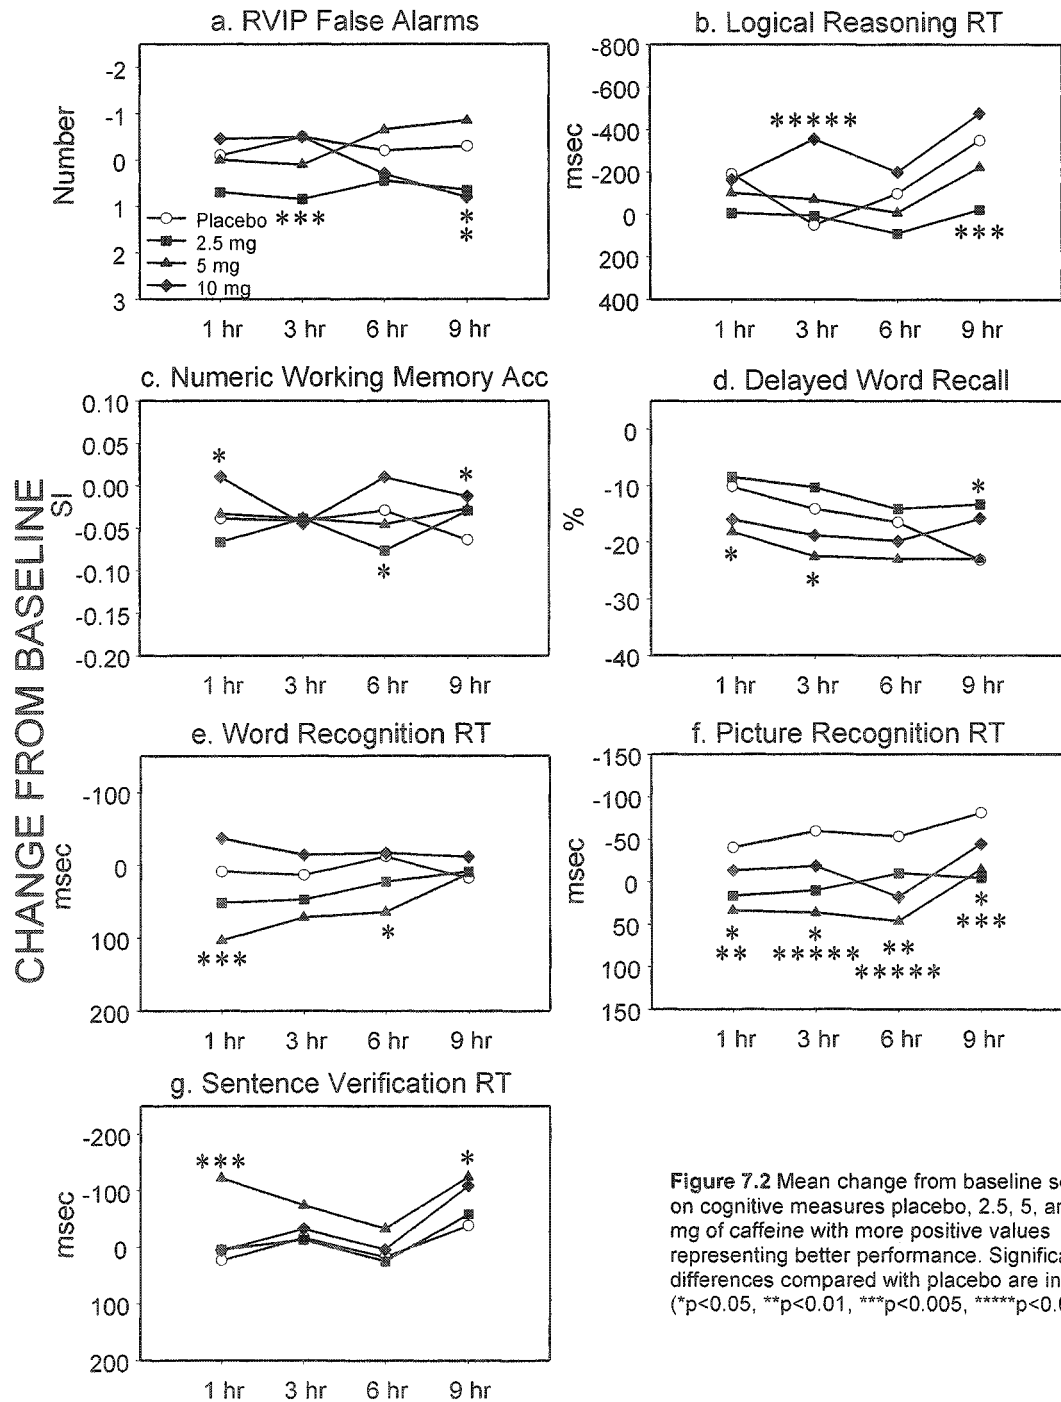 a. RVIP False Alarms
-2
-1
0
1
2
3
Number
Placebo
2.5 mg
5 mg
10 mg
***
*
*
1 hr 3 hr 6 hr 9 hr
b. Logical Reasoning RT
-800
-600
-400
-200
0
200
400
msec
*****
***
1 hr 3 hr 6 hr 9 hr
CHANGE FROM BASELINE
c. Numeric Working Memory Acc
0.10
0.05
0.00
-0.05
-0.10
-0.15
-0.20
SI
*
*
*
1 hr 3 hr 6 hr 9 hr
d. Delayed Word Recall
0
-10
-20
-30
-40
%
*
*
*
1 hr 3 hr 6 hr 9 hr
e. Word Recognition RT
-100
0
100
200
msec
***
*
1 hr 3 hr 6 hr 9 hr
f. Picture Recognition RT
-150
-100
-50
0
50
100
150
msec
*
**
*
*****
**
*****
*
***
1 hr 3 hr 6 hr 9 hr
g. Sentence Verification RT
-200
-100
0
100
200
msec
***
*
1 hr 3 hr 6 hr 9 hr
Figure 7.2 Mean change from baseline
on cognitive measures placebo, 2.5, 5,
mg of caffeine with more positive values
representing better performance.
differences compared with placebo are
(*p<0.05, **p<0.01, ***p<0.005,